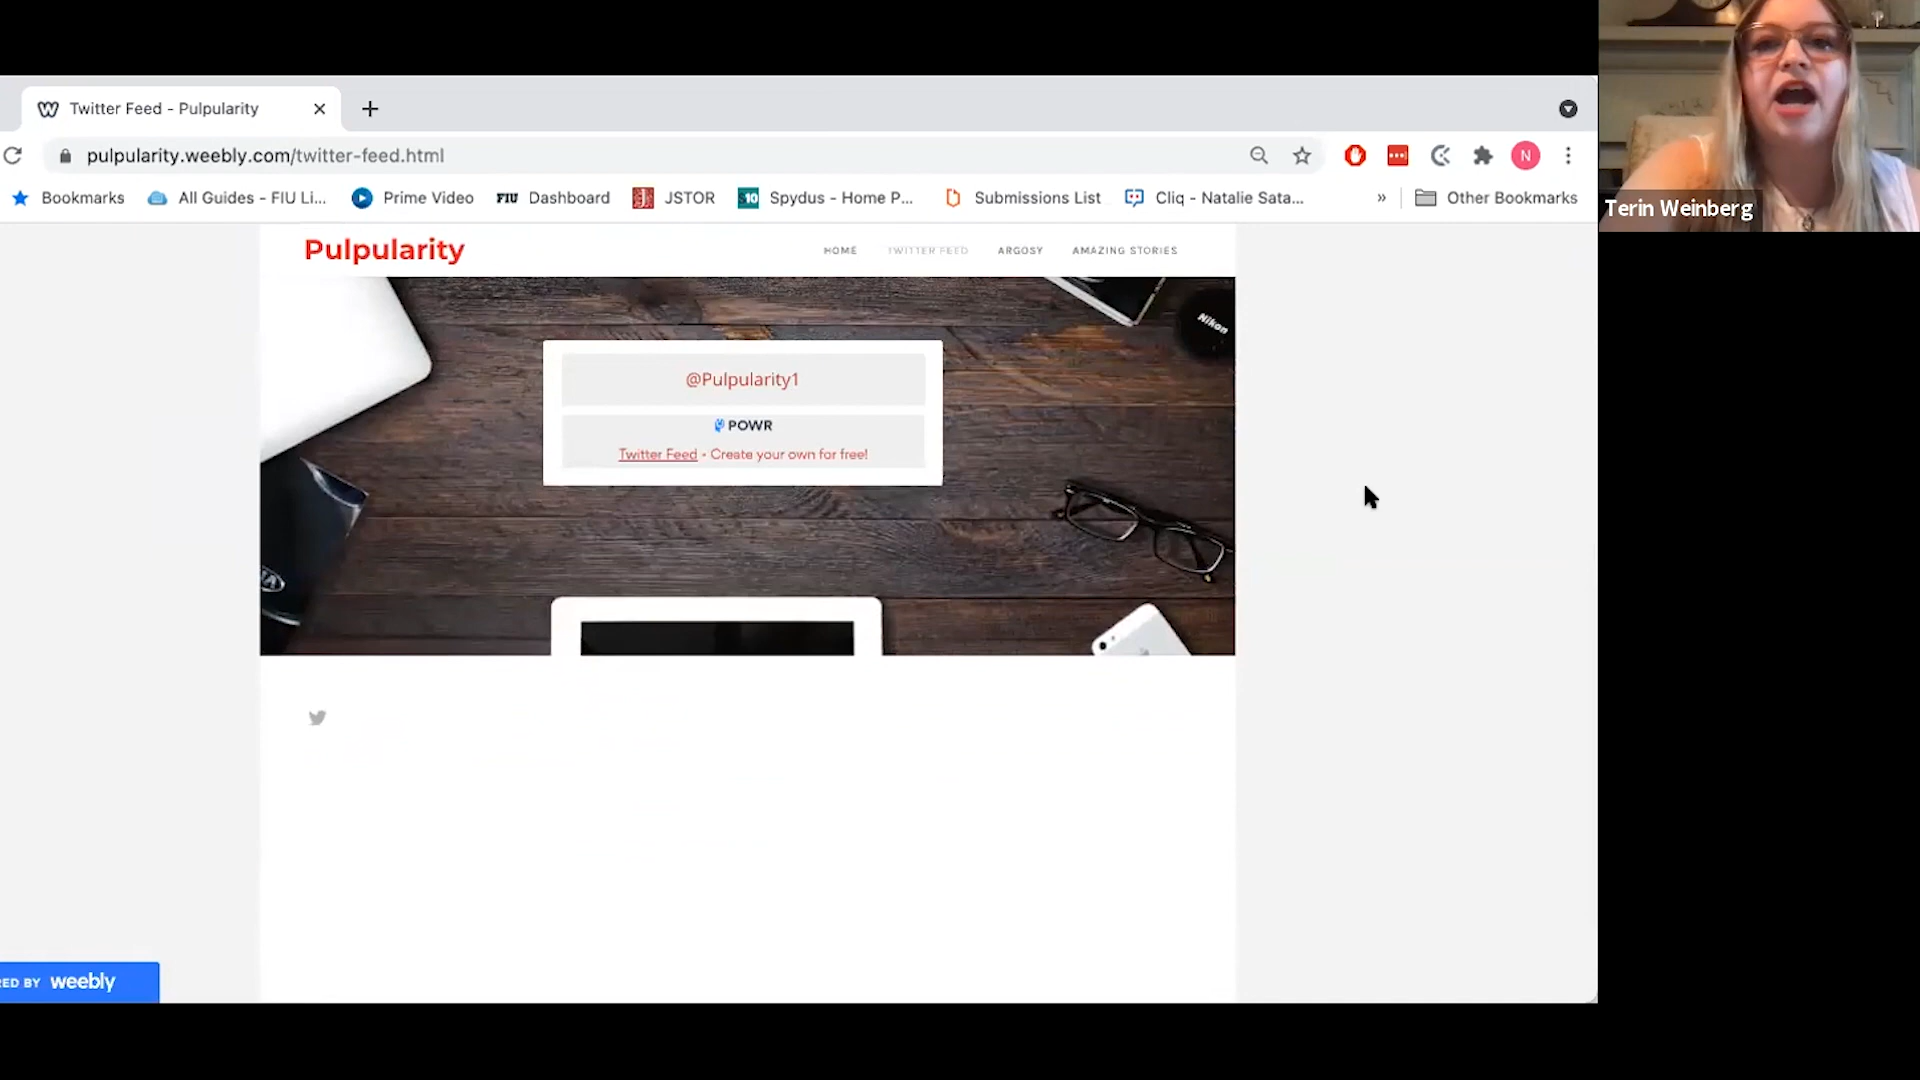 Twitter Feed - Pulpularity
pulpularity.weebly.com/twitter-feed.html
N
Bookmarks
All Guides - FIU Li...
Prime Video
FIU Dashboard
JSTOR
10 Spydus - Home P...
Submissions List
Cliq - Natalie Sata...
»
Other Bookmarks
Terin Weinberg
Pulpularity
HOME
TWITTER FEED
ARGOSY
AMAZING STORIES
Nikon
@Pulpularity1
POWR
Twitter Feed - Create your own for free!
RED BY weebly